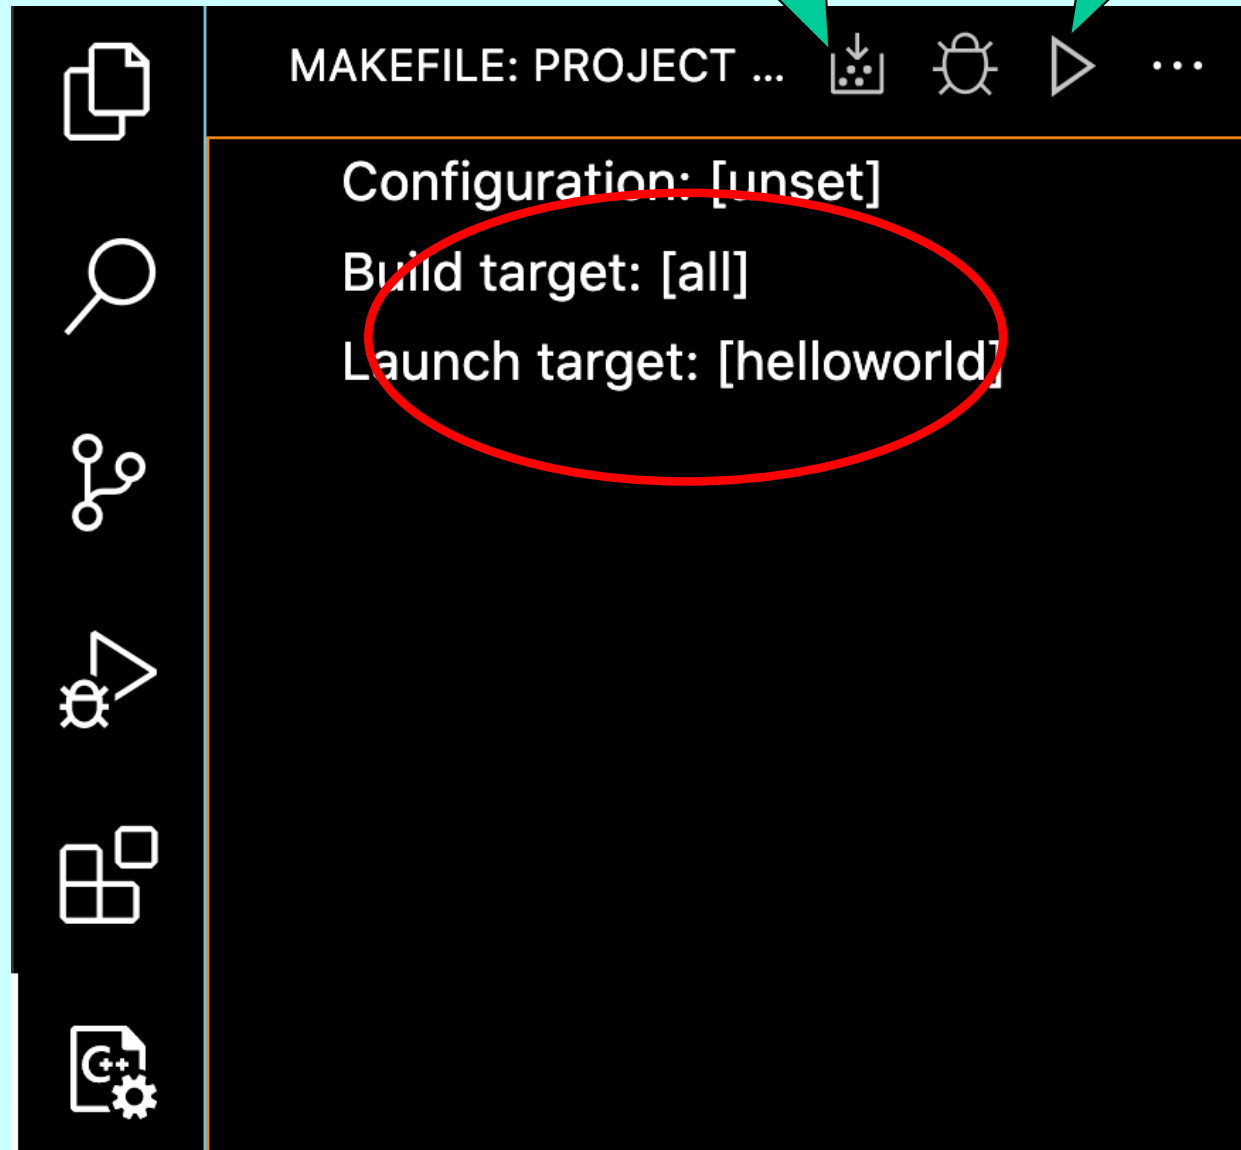 MAKEFILE: PROJECT ...
Configuration: [unset]
Build target: [all]
Launch target: [helloworld]
C++